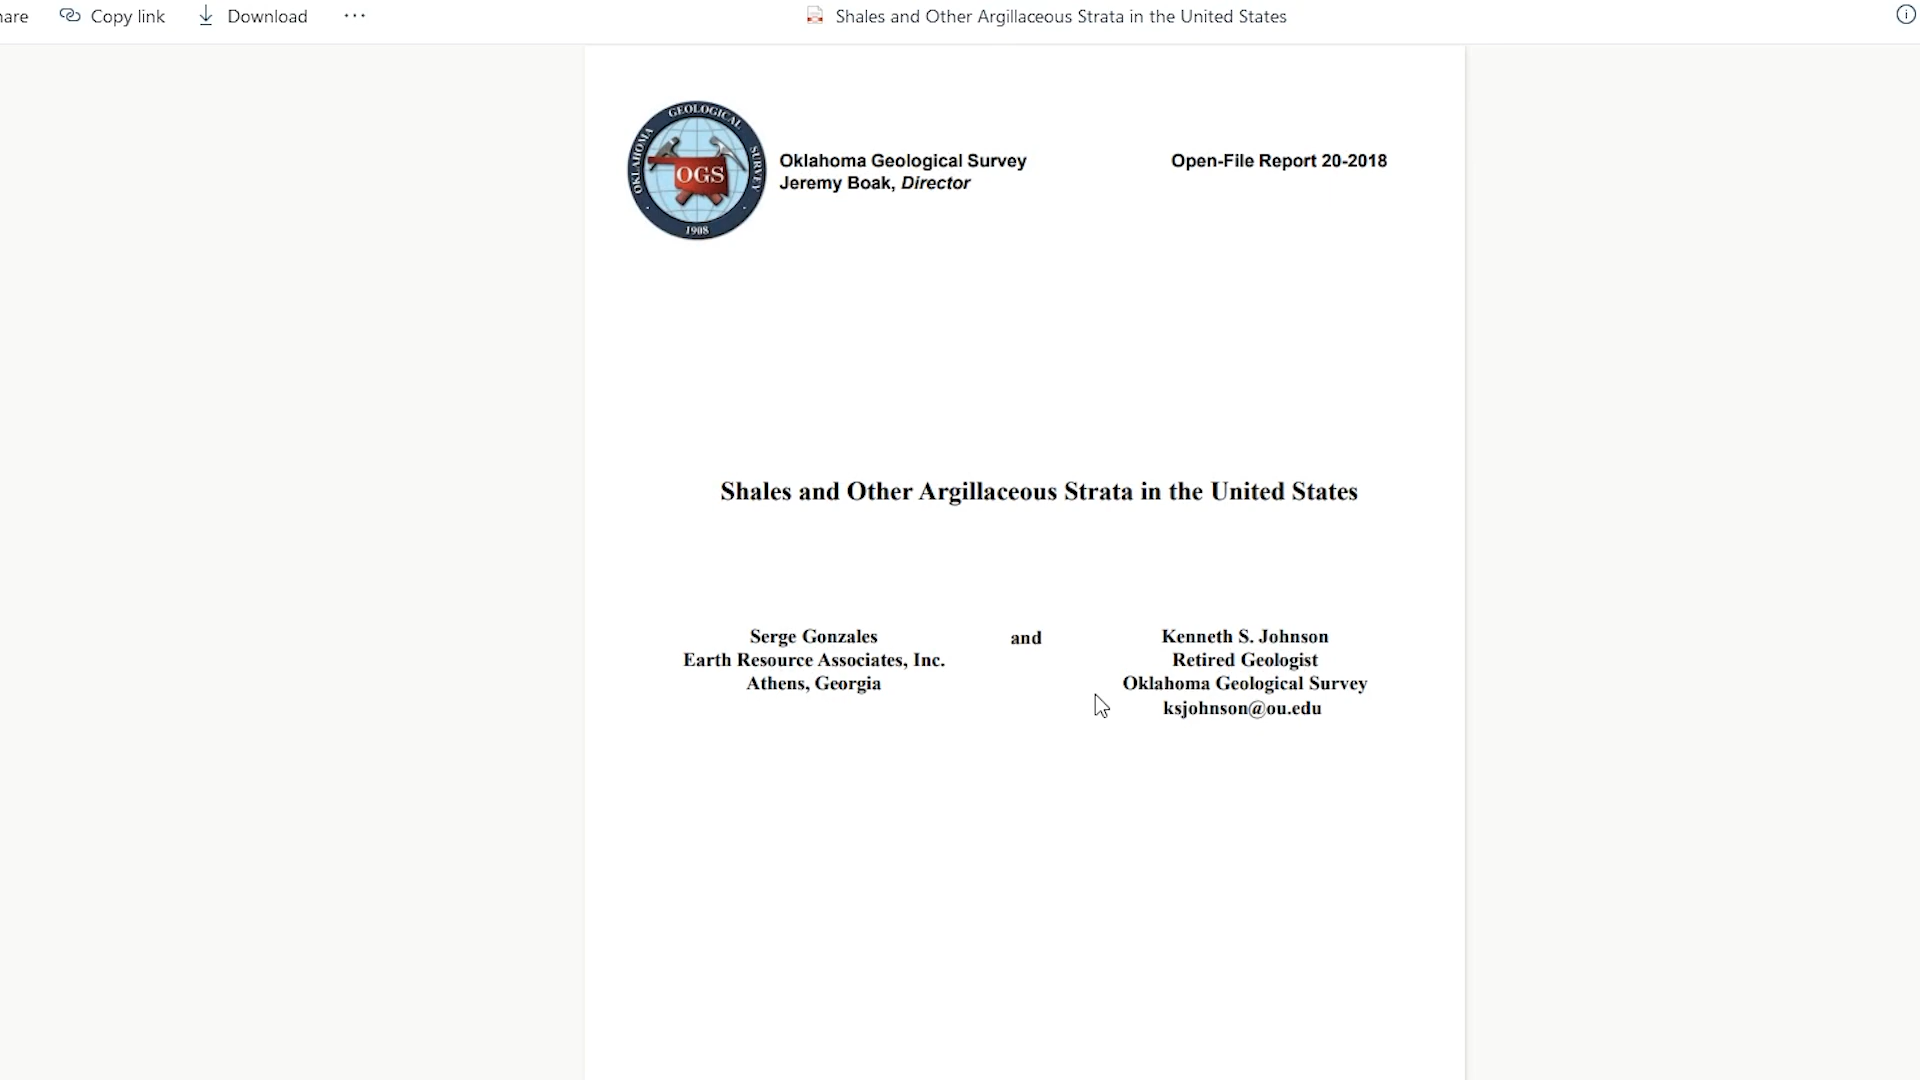 Copy link
Download
Shales and Other Argillaceous Strata in the United States
OKLAHOMA GEOLOGICAL SURVEY
OGS
1908
Oklahoma Geological Survey
Jeremy Boak, Director
Open-File Report 20-2018
Shales and Other Argillaceous Strata in the United States
Serge Gonzales
Earth Resource Associates, Inc.
Athens, Georgia
and
Kenneth S. Johnson
Retired Geologist
Oklahoma Geological Survey
ksjohnson@ou.edu